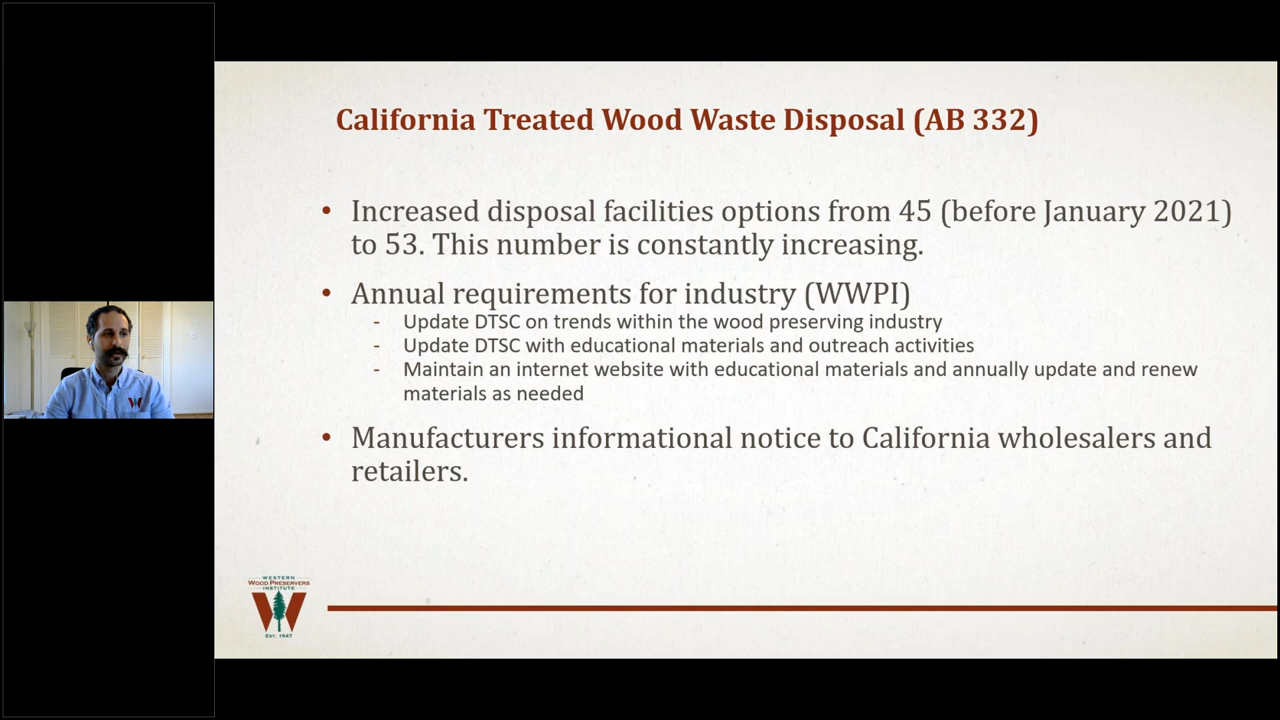 California Treated Wood Waste Disposal (AB 332)
• Increased disposal facilities options from 45 (before January 2021)
to 53. This number is constantly increasing.
• Annual requirements for industry (WWPI)
- Update DTSC on trends within the wood preserving industry
- Update DTSC with educational materials and outreach activities
- Maintain an internet website with educational materials and annually update and renew
materials as needed
• Manufacturers informational notice to California wholesalers and
retailers.
WESTERN
WOOD PRESERVERS
INSTITUTE
W
EST. 1947